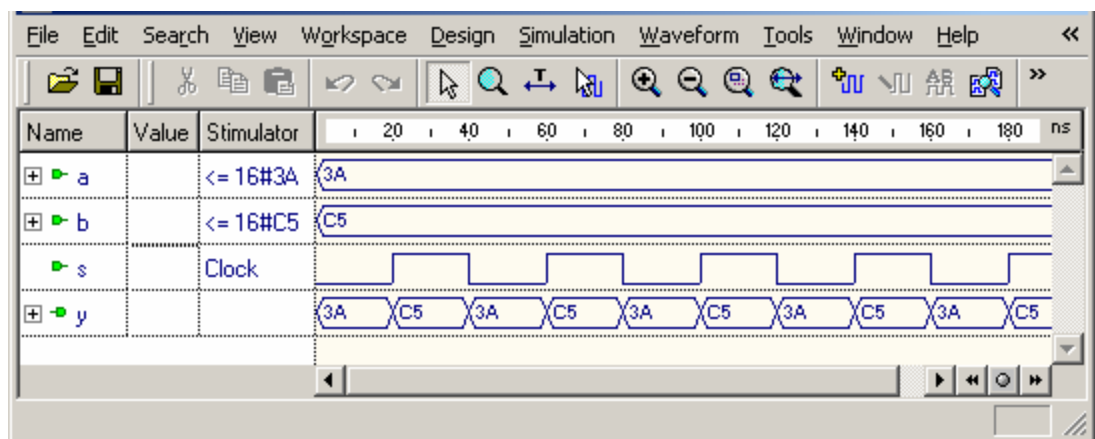 File Edit Search View Workspace Design Simulation Waveform Tools Window Help «
T AB »
Name Value Stimulator 20 40 60 80 100 120 140 160 180 ns
a <= 16#3A 3A
b <= 16#C5 C5
s Clock
y 3A C5 3A C5 3A C5 3A C5 3A C5